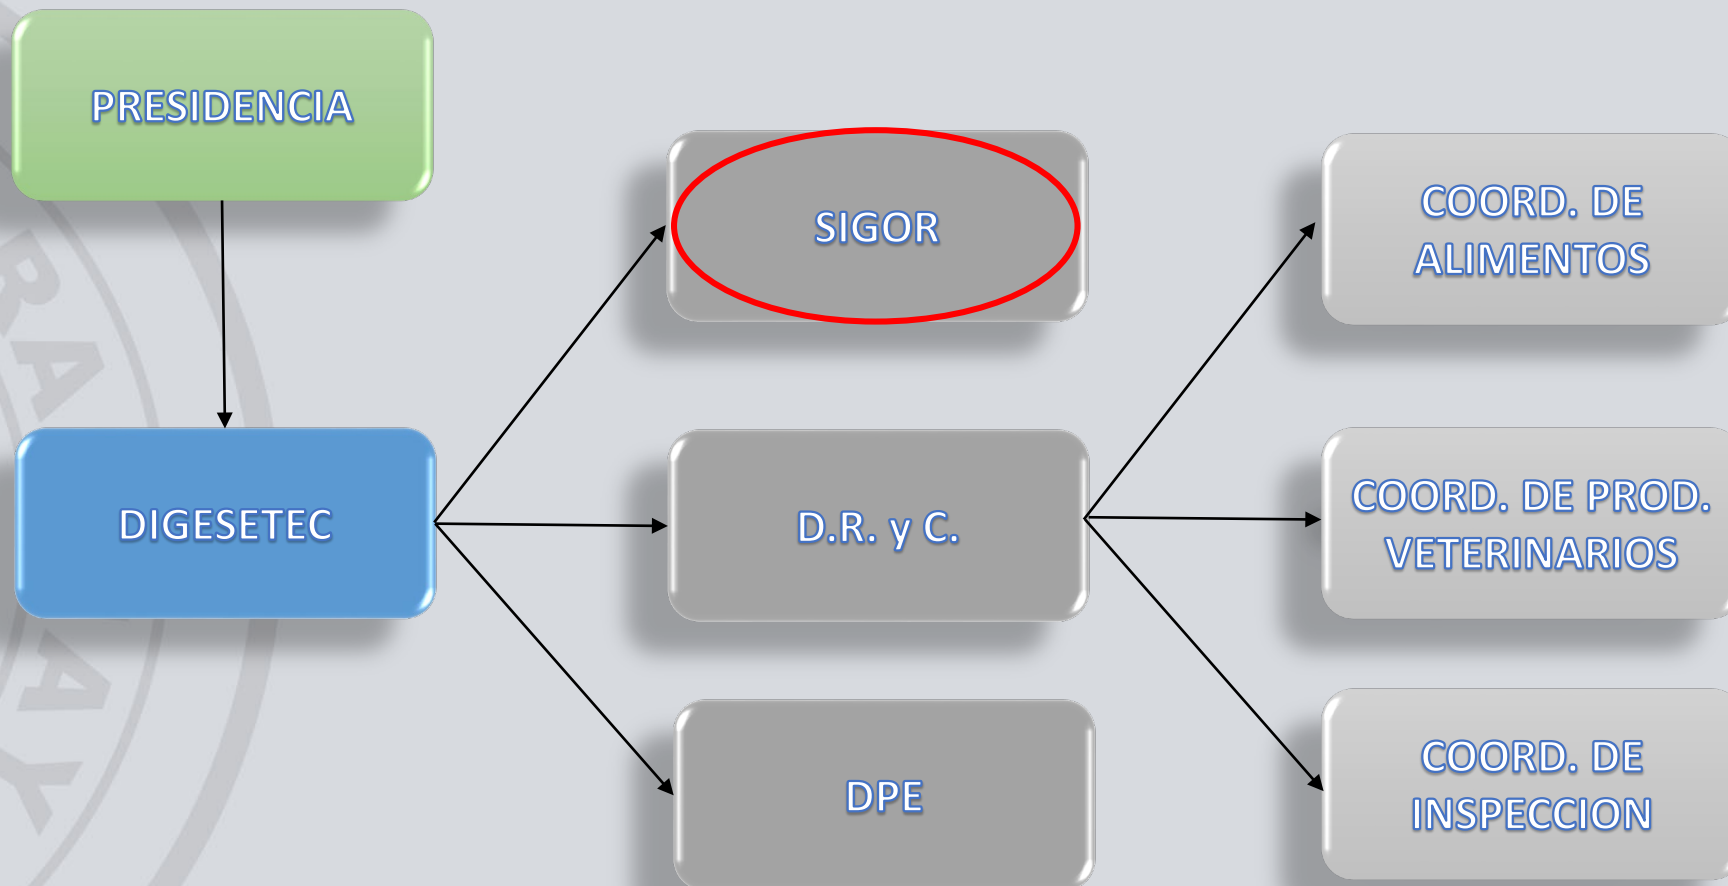 PRESIDENCIA
SIGOR
COORD. DE
ALIMENTOS
DIGESETEC
D.R. y C.
COORD. DE PROD.
VETERINARIOS
DPE
COORD. DE
INSPECCION